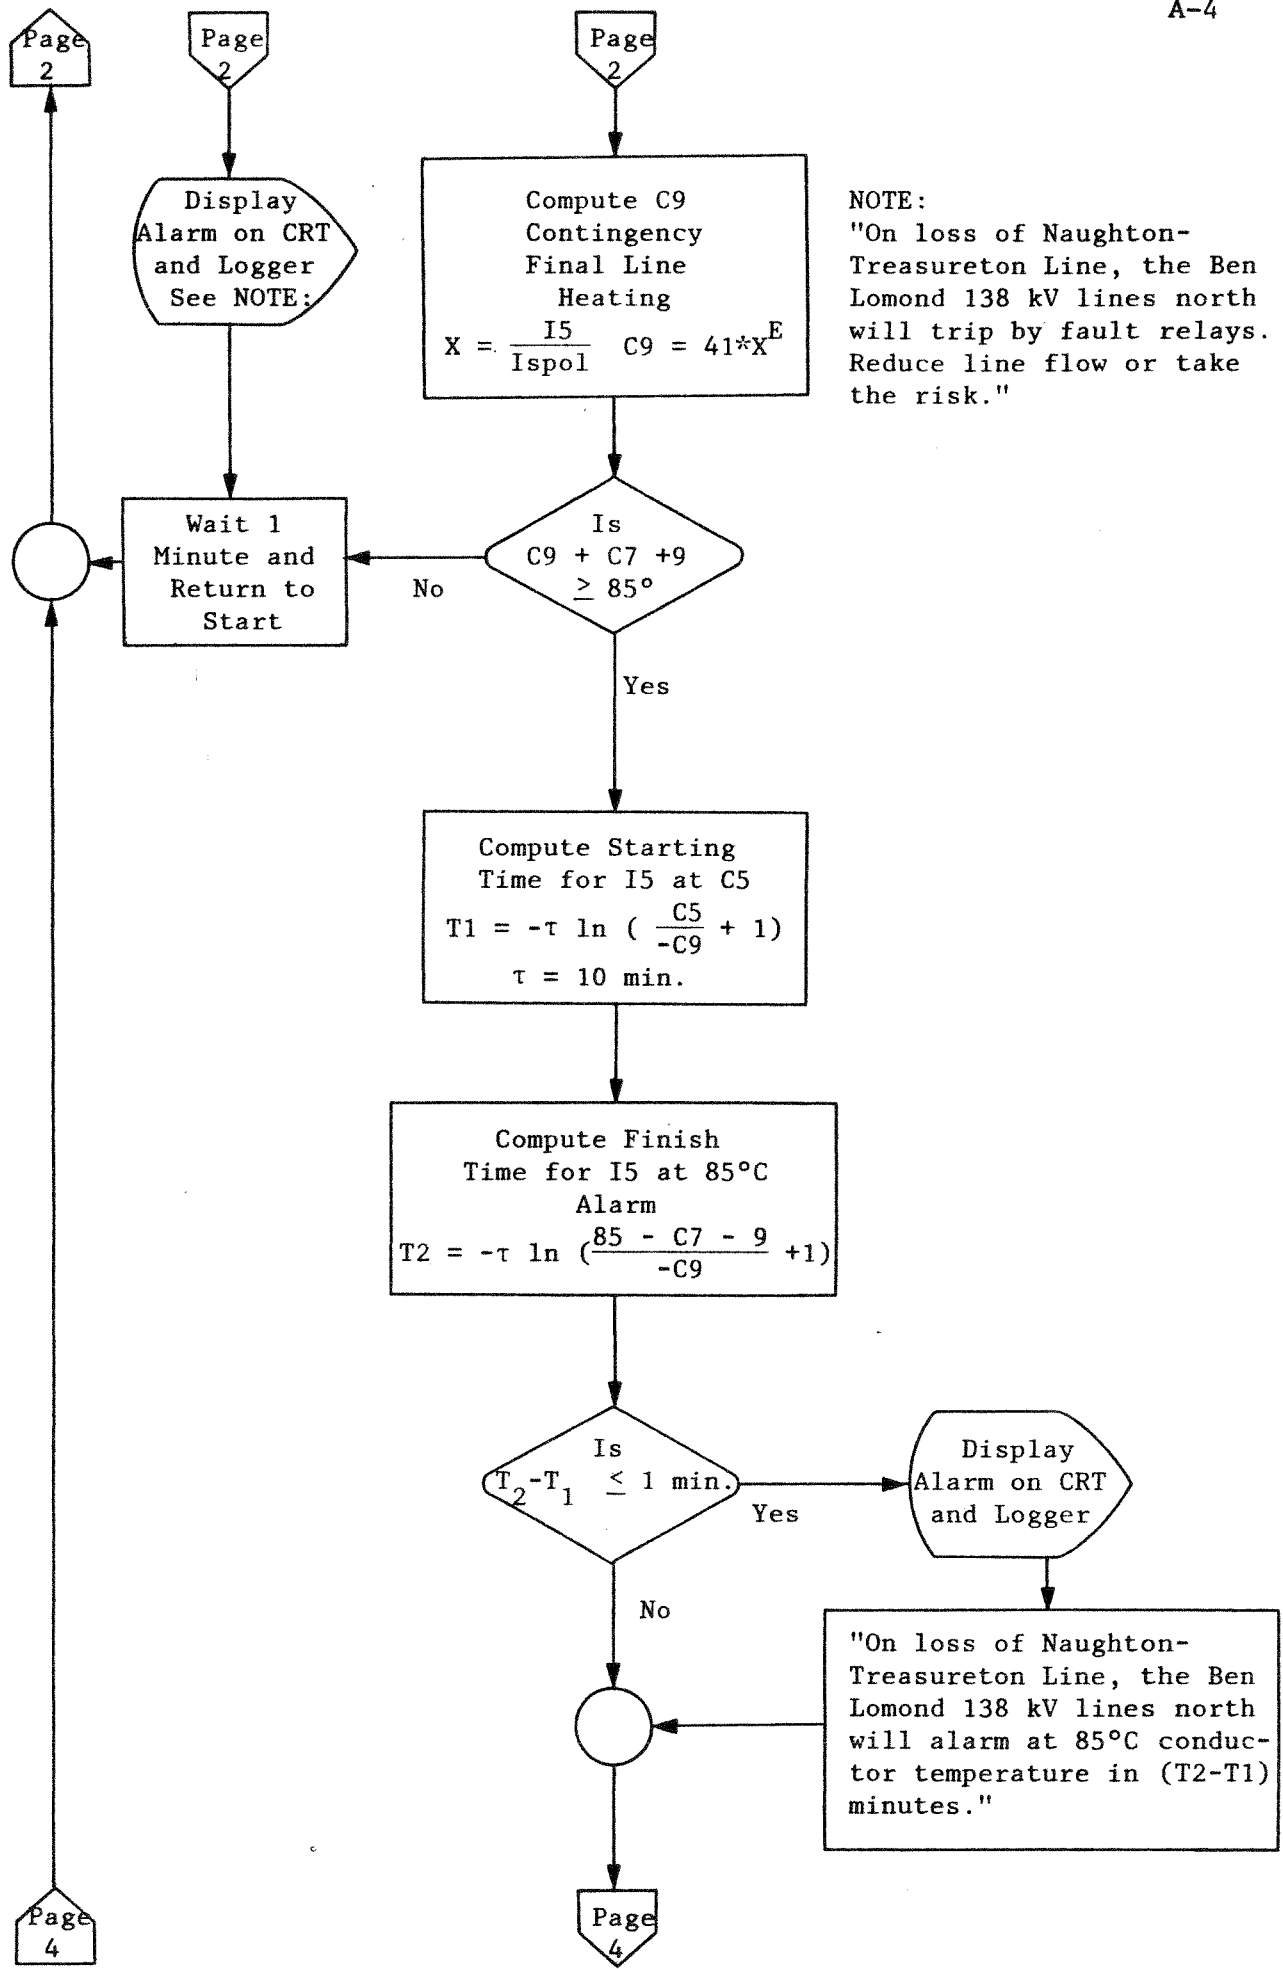 A-4
Page
2
Page
2
Page
2
Display
Alarm on CRT
and Logger
See NOTE:
Compute C9
Contingency
Final Line
Heating
X = I5/Ispol C9 = 41*X^E
NOTE:
"On loss of Naughton-
Treasureton Line, the Ben
Lomond 138 kV lines north
will trip by fault relays.
Reduce line flow or take
the risk."
Wait 1
Minute and
Return to
Start
Is
C9 + C7 +9
≥ 85°
No
Yes
Compute Starting
Time for I5 at C5
T1 = -τ ln ( C5/-C9 + 1)
τ = 10 min.
Compute Finish
Time for I5 at 85°C
Alarm
T2 = -τ ln (85 - C7 - 9/-C9 +1)
Is
T2-T1 ≤ 1 min.
Yes
No
Display
Alarm on CRT
and Logger
"On loss of Naughton-
Treasureton Line, the Ben
Lomond 138 kV lines north
will alarm at 85°C conduc-
tor temperature in (T2-T1)
minutes."
Page
4
Page
4